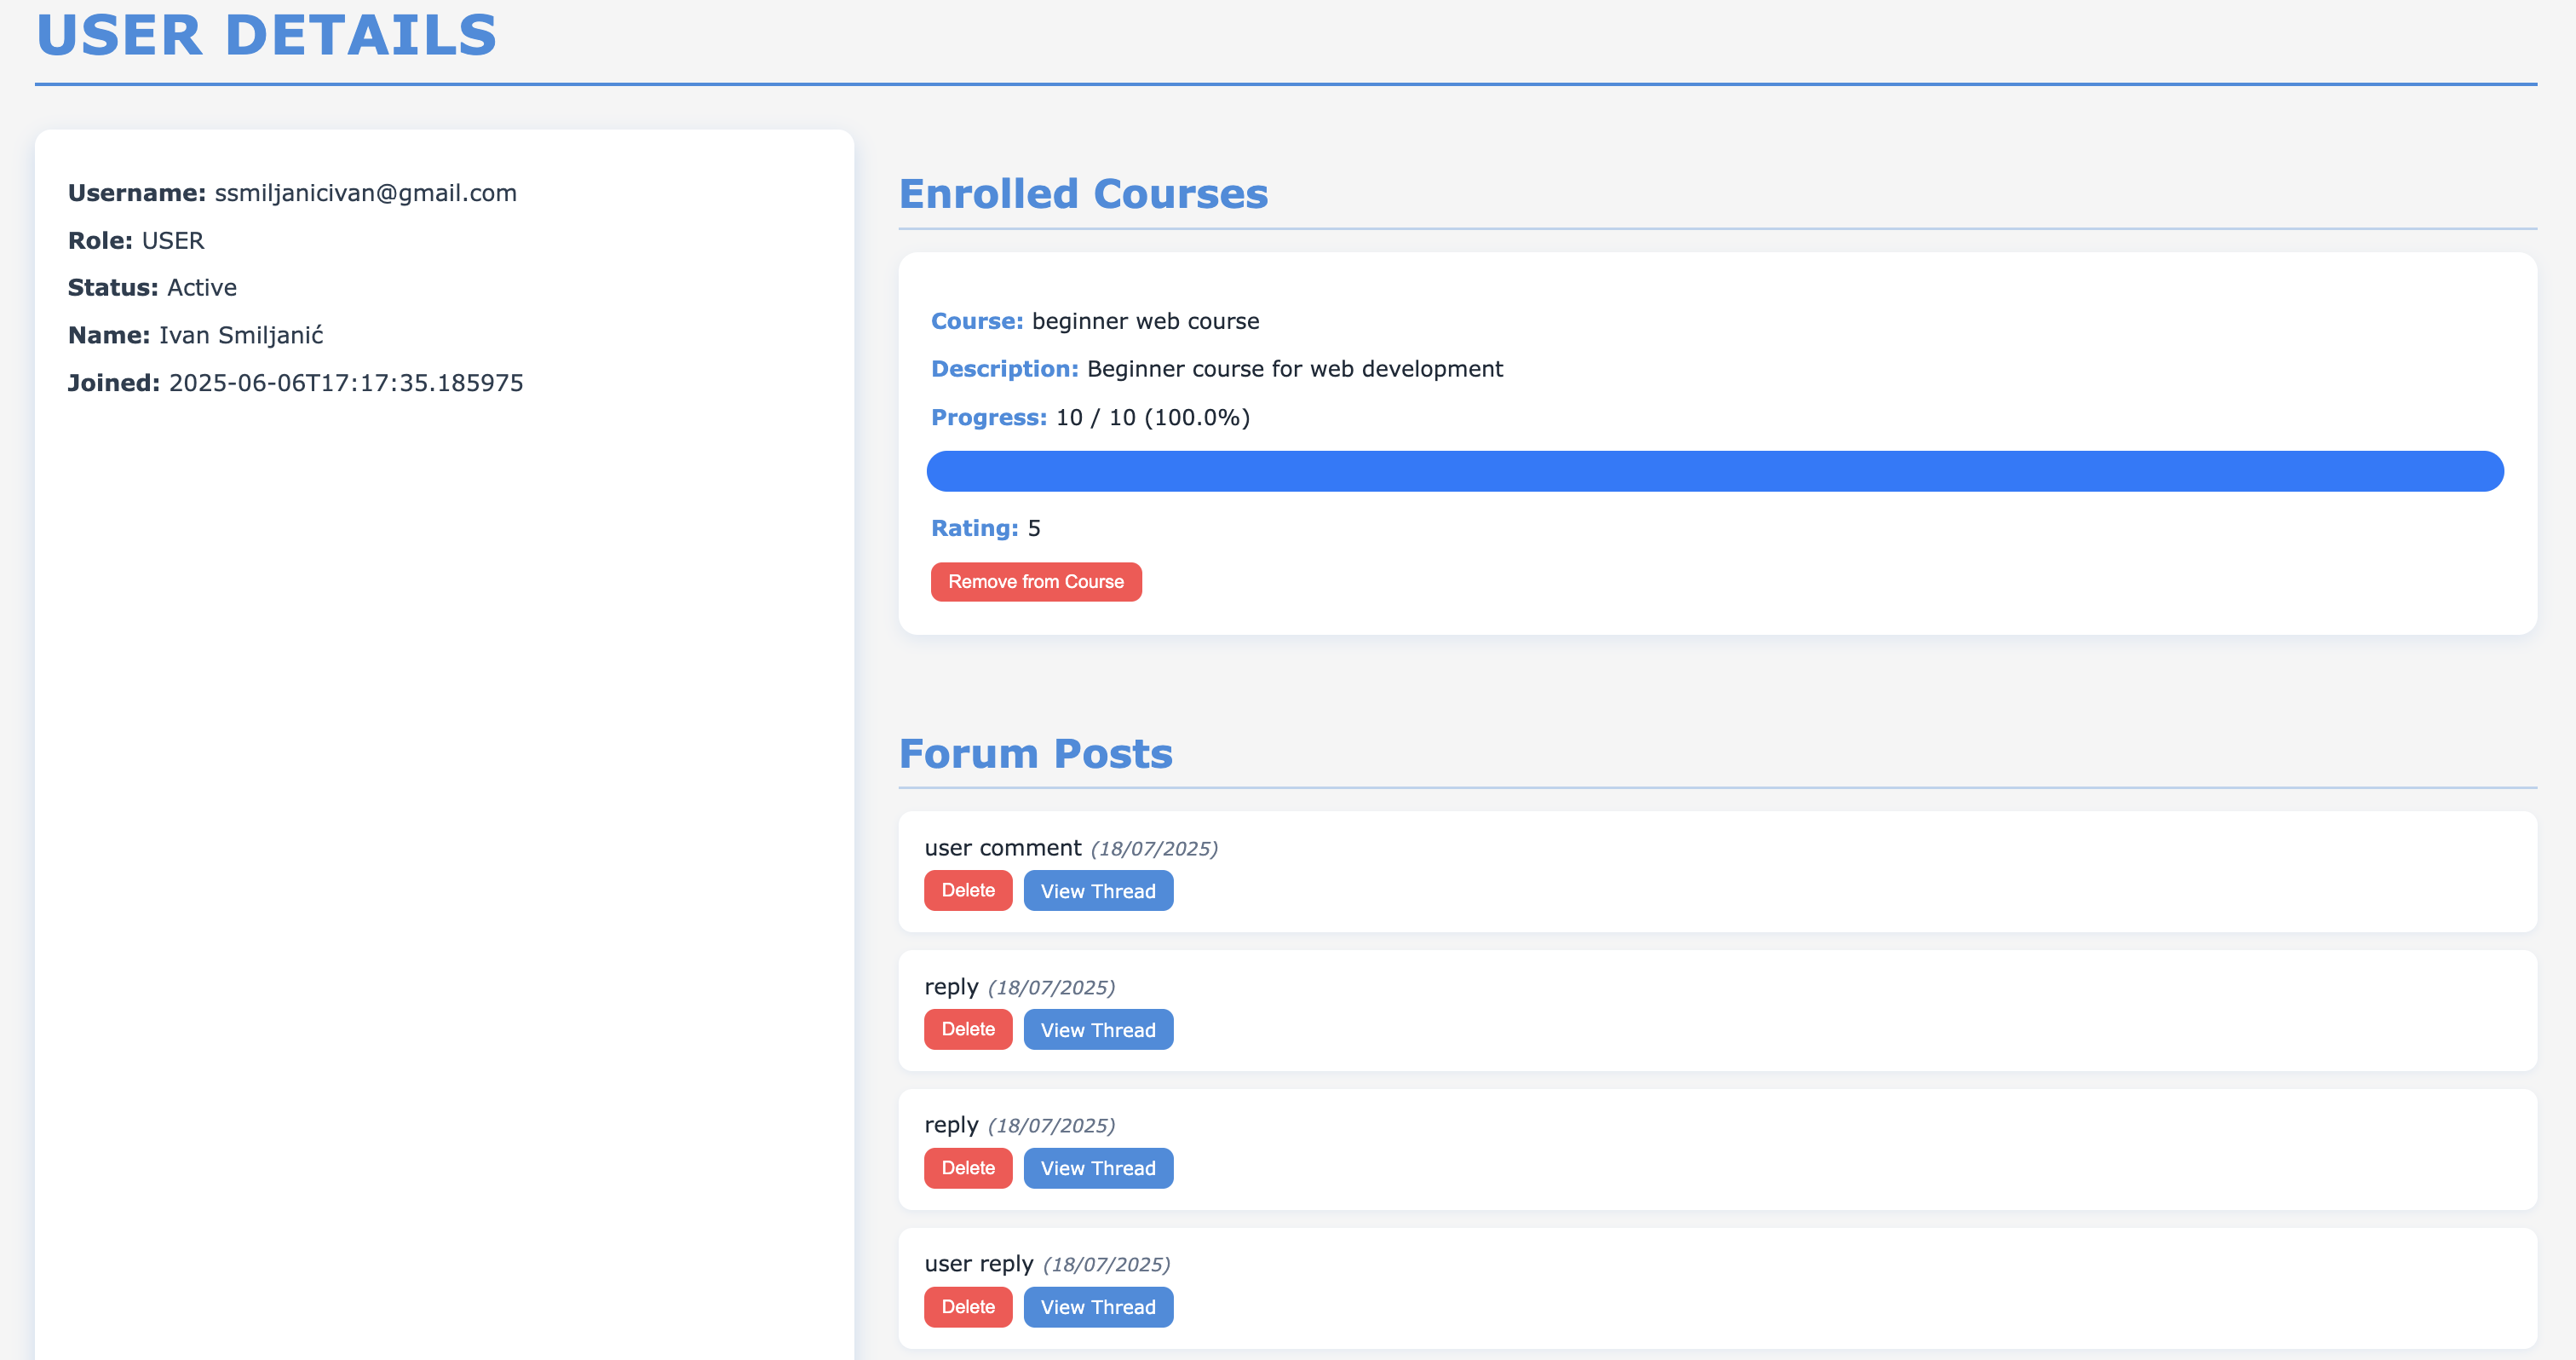 USER DETAILS
Username: ssmiljanicivan@gmail.com
Role: USER
Status: Active
Name: Ivan Smiljanić
Joined: 2025-06-06T17:17:35.185975
Enrolled Courses
Course: beginner web course
Description: Beginner course for web development
Progress: 10 / 10 (100.0%)
Rating: 5
Remove from Course
Forum Posts
user comment (18/07/2025)
Delete View Thread
reply (18/07/2025)
Delete View Thread
reply (18/07/2025)
Delete View Thread
user reply (18/07/2025)
Delete View Thread